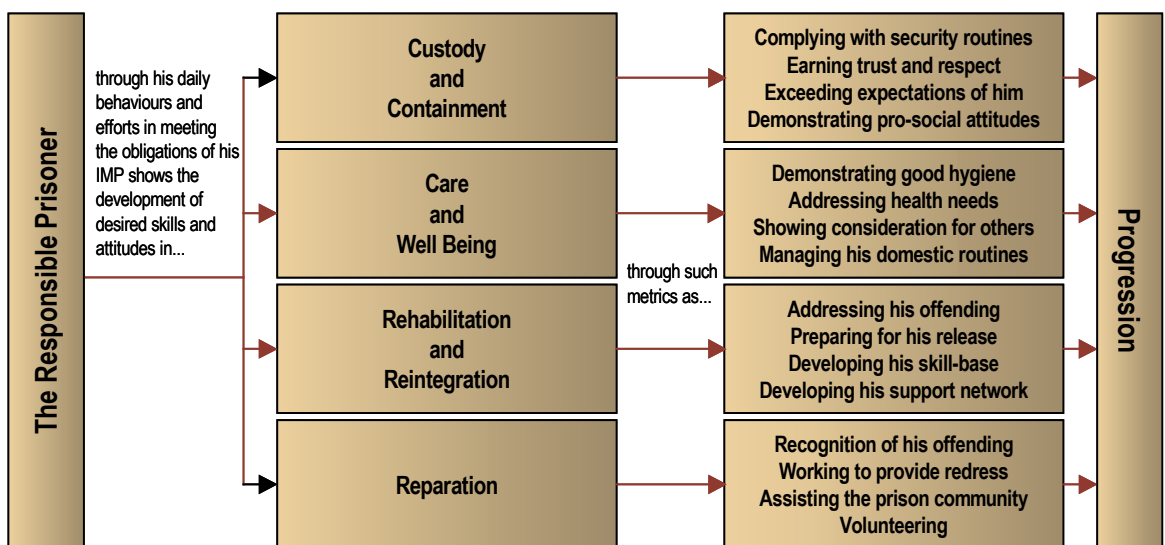 The Responsible Prisoner
through his daily
behaviours and
efforts in meeting
the obligations of his
IMP shows the
development of
desired skills and
attitudes in...
Custody
and
Containment
Care
and
Well Being
Rehabilitation
and
Reintegration
Reparation
through such
metrics as...
Complying with security routines
Earning trust and respect
Exceeding expectations of him
Demonstrating pro-social attitudes
Demonstrating good hygiene
Addressing health needs
Showing consideration for others
Managing his domestic routines
Addressing his offending
Preparing for his release
Developing his skill-base
Developing his support network
Recognition of his offending
Working to provide redress
Assisting the prison community
Volunteering
Progression